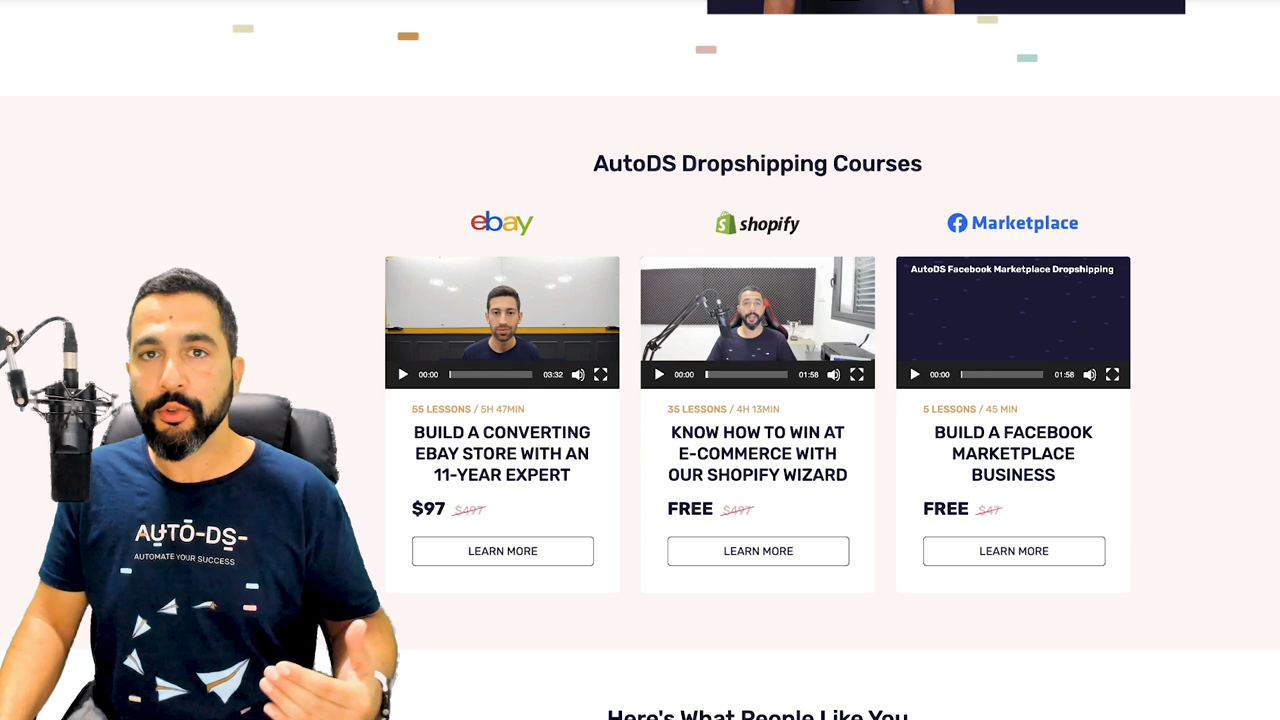 AutoDS Dropshipping Courses
ebay
shopify
Marketplace
AutoDS Facebook Marketplace Dropshipping
00:00 03:32
00:00 01:58
00:00 01:58
55 LESSONS / 5H 47MIN
BUILD A CONVERTING
EBAY STORE WITH AN
11-YEAR EXPERT
$97 $497
LEARN MORE
35 LESSONS / 4H 13MIN
KNOW HOW TO WIN AT
E-COMMERCE WITH
OUR SHOPIFY WIZARD
FREE $497
LEARN MORE
5 LESSONS / 45 MIN
BUILD A FACEBOOK
MARKETPLACE
BUSINESS
FREE $47
LEARN MORE
AUTO-DS-
AUTOMATE YOUR SUCCESS
Here's What People Like You